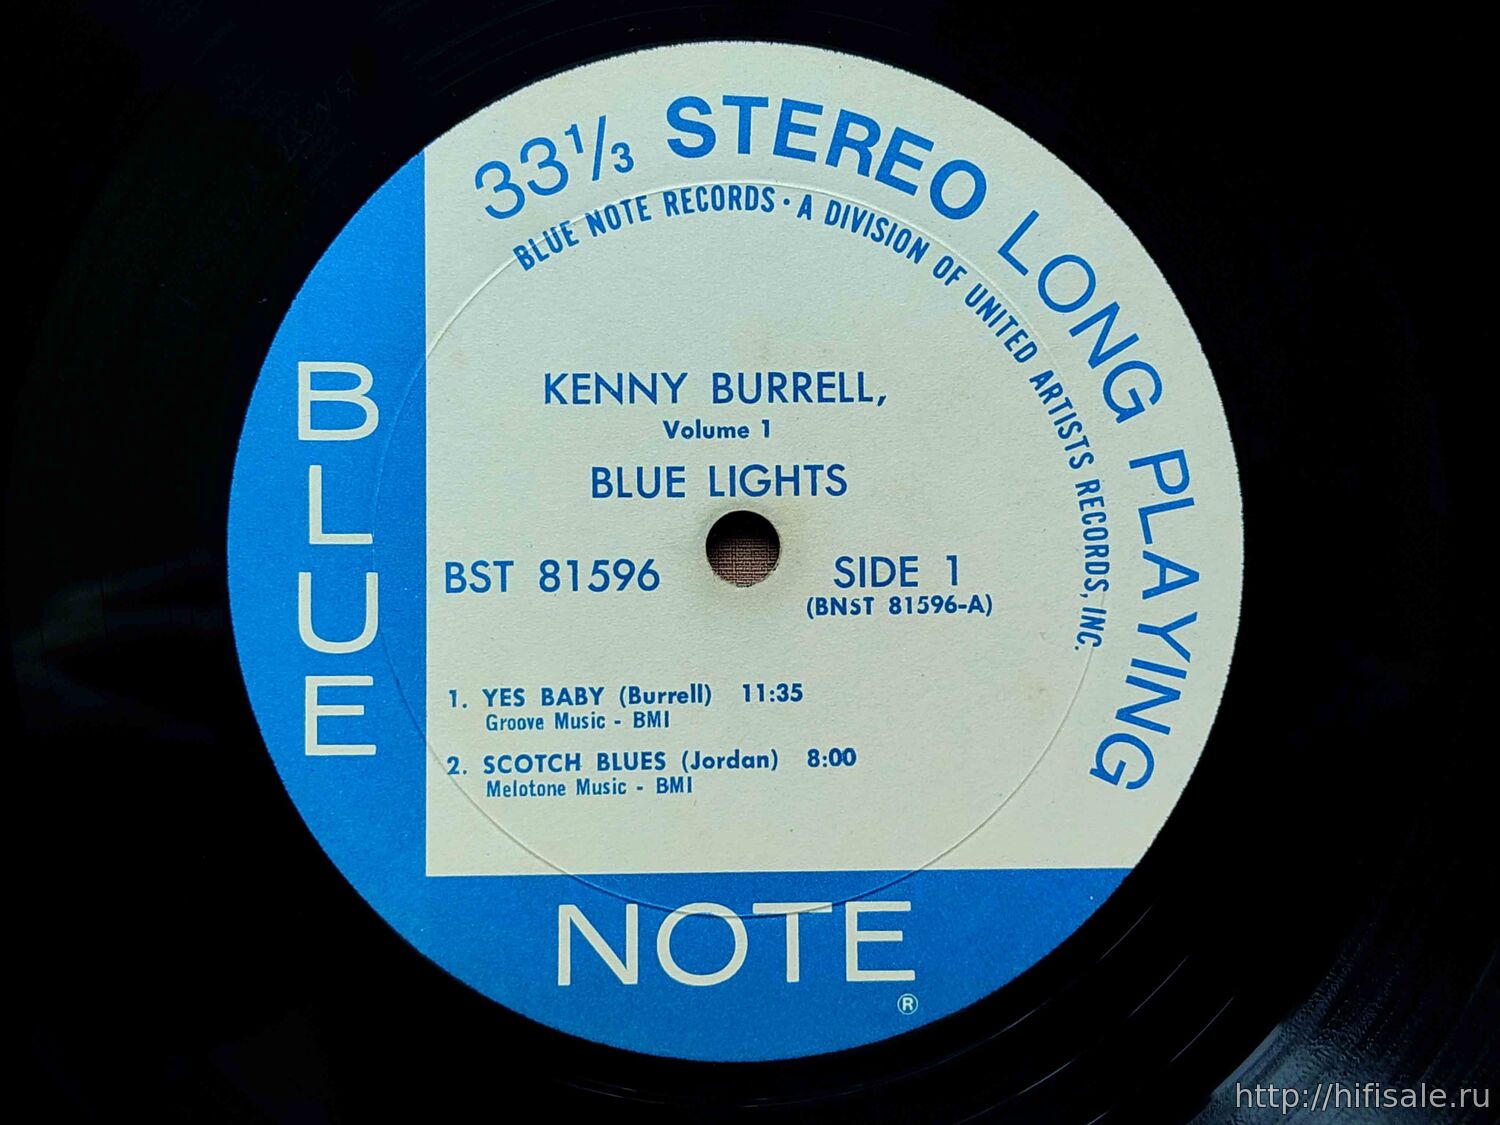 33⅓ STEREO LONG PLAYING
BLUE NOTE RECORDS · A DIVISION OF UNITED ARTISTS RECORDS, INC.
KENNY BURRELL,
Volume 1
BLUE LIGHTS
BST 81596
SIDE 1
(BNST 81596-A)
1. YES BABY (Burrell) 11:35
Groove Music - BMI
2. SCOTCH BLUES (Jordan) 8:00
Melotone Music - BMI
BLUE
NOTE
®
http://hifisale.ru